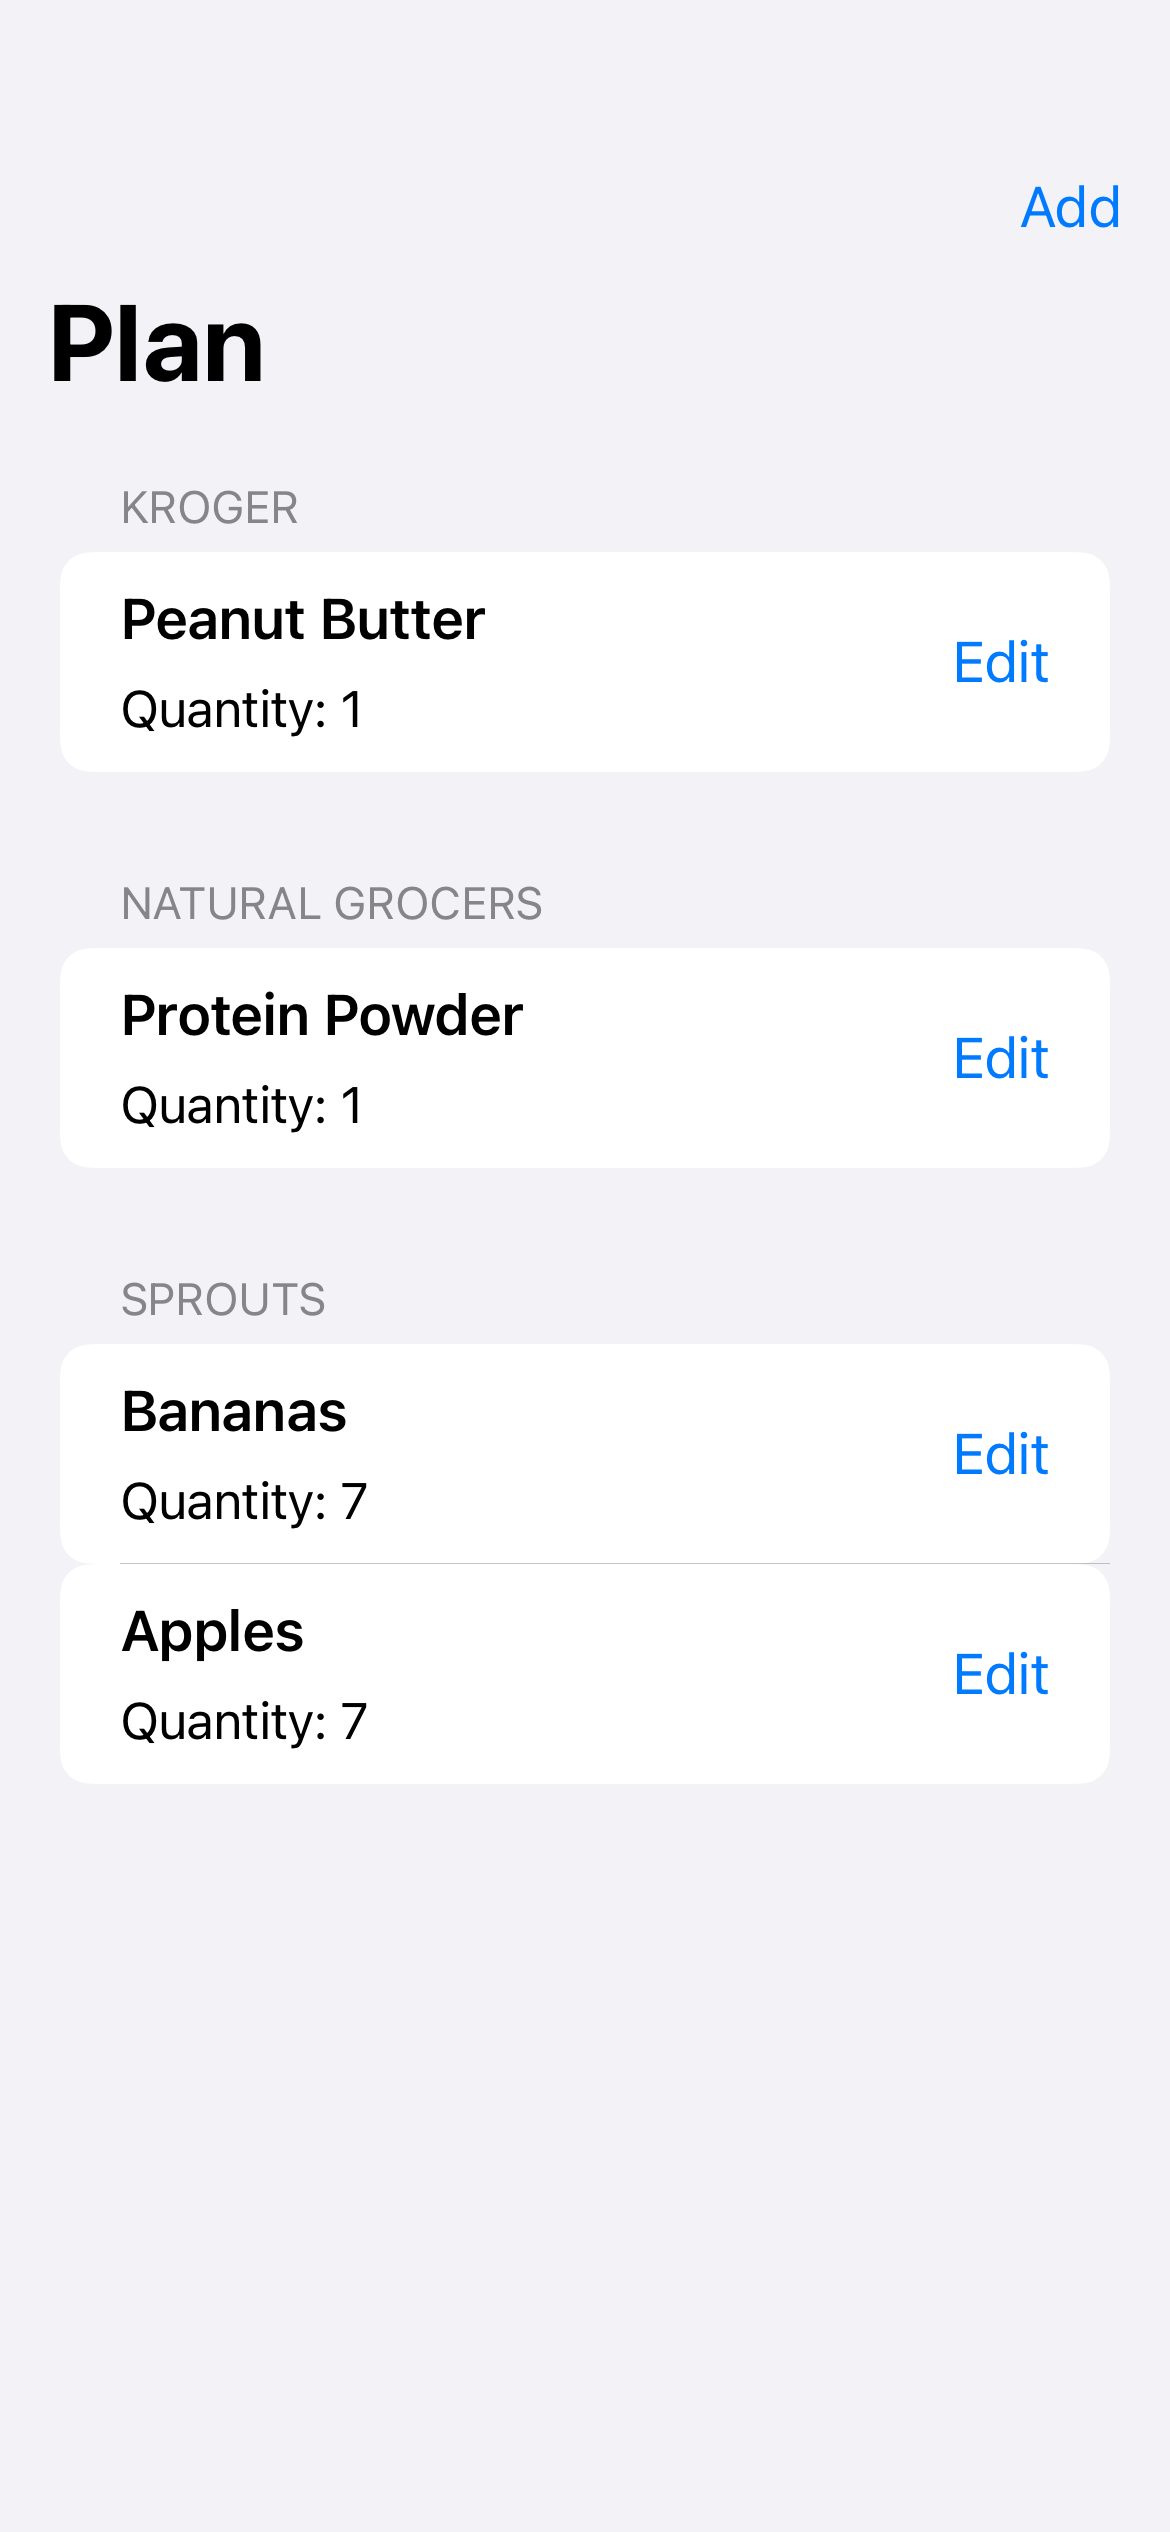 Add
Plan
KROGER
Peanut Butter
Edit
Quantity: 1
NATURAL GROCERS
Protein Powder
Edit
Quantity: 1
SPROUTS
Bananas
Edit
Quantity: 7
Apples
Edit
Quantity: 7